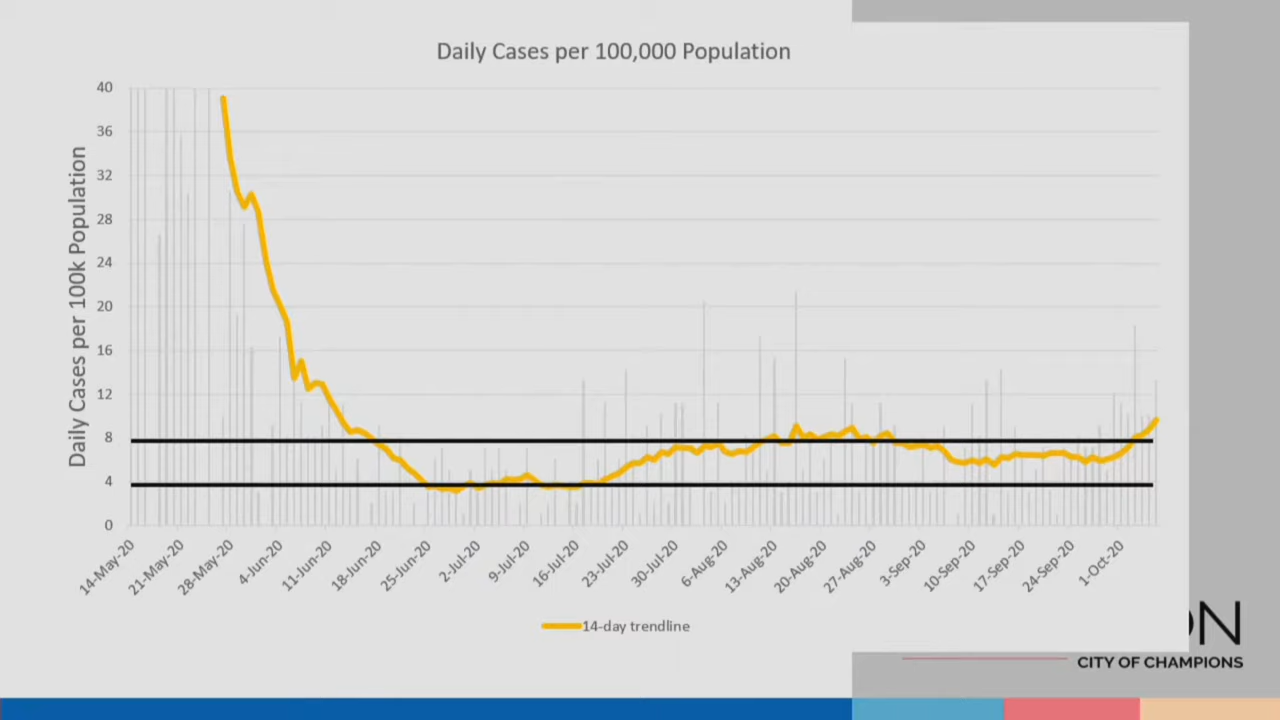 Daily Cases per 100,000 Population
Daily Cases per 100k Population
40
36
32
28
24
20
16
12
8
4
0
14-May-20
21-May-20
28-May-20
4-Jun-20
11-Jun-20
18-Jun-20
25-Jun-20
2-Jul-20
9-Jul-20
16-Jul-20
23-Jul-20
30-Jul-20
6-Aug-20
13-Aug-20
20-Aug-20
27-Aug-20
3-Sep-20
10-Sep-20
17-Sep-20
24-Sep-20
1-Oct-20
14-day trendline
CITY OF CHAMPIONS